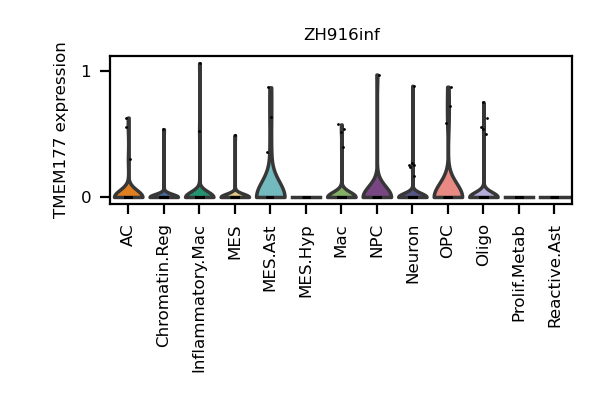 ZH916inf
TMEM177 expression
1
0
AC
Chromatin.Reg
Inflammatory.Mac
MES
MES.Ast
MES.Hyp
Mac
NPC
Neuron
OPC
Oligo
Prolif.Metab
Reactive.Ast